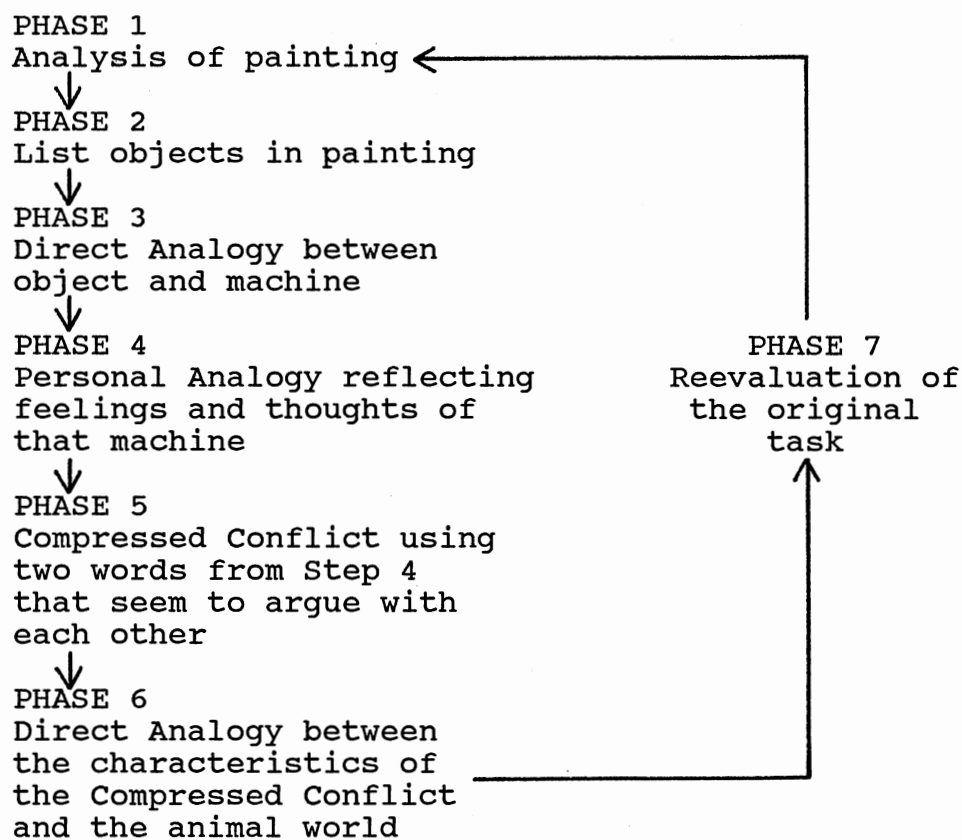 PHASE 1
Analysis of painting
PHASE 2
List objects in painting
PHASE 3
Direct Analogy between
object and machine
PHASE 4
Personal Analogy reflecting
feelings and thoughts of
that machine
PHASE 5
Compressed Conflict using
two words from Step 4
that seem to argue with
each other
PHASE 6
Direct Analogy between
the characteristics of
the Compressed Conflict
and the animal world
PHASE 7
Reevaluation of
the original
task